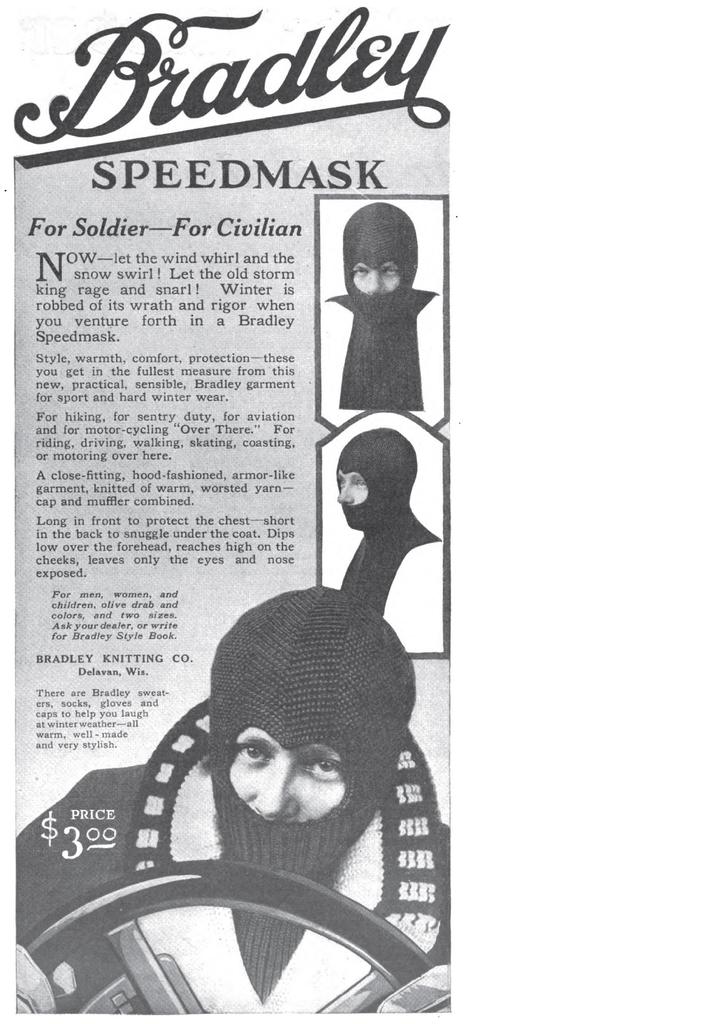 Bradley
SPEEDMASK
For Soldier—For Civilian
NOW—let the wind whirl and the
snow swirl! Let the old storm
king rage and snarl! Winter is
robbed of its wrath and rigor when
you venture forth in a Bradley
Speedmask.
Style, warmth, comfort, protection—these
you get in the fullest measure from this
new, practical, sensible, Bradley garment
for sport and hard winter wear.
For hiking, for sentry duty, for aviation
and for motor-cycling "Over There." For
riding, driving, walking, skating, coasting,
or motoring over here.
A close-fitting, hood-fashioned, armor-like
garment, knitted of warm, worsted yarn—
cap and muffler combined.
Long in front to protect the chest—short
in the back to snuggle under the coat. Dips
low over the forehead, reaches high on the
cheeks, leaves only the eyes and nose
exposed.
For men, women, and
children, olive drab and
colors, and two sizes.
Ask your dealer, or write
for Bradley Style Book.
BRADLEY KNITTING CO.
Delavan, Wis.
There are Bradley sweat-
ers, socks, gloves and
caps to help you laugh
at winter weather—all
warm, well-made
and very stylish.
PRICE
$3.00